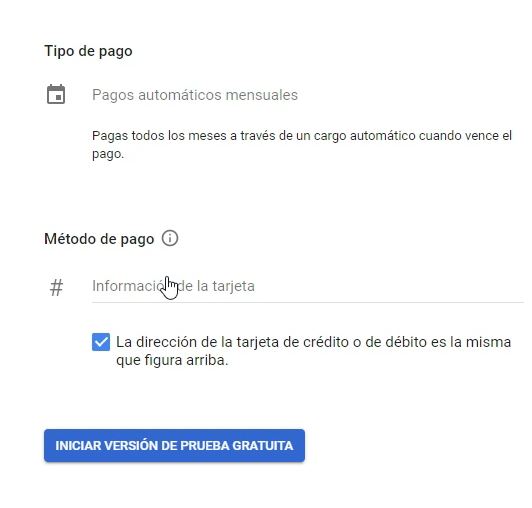 Tipo de pago
Pagos automáticos mensuales
Pagas todos los meses a través de un cargo automático cuando vence el
pago.
Método de pago
# Información de la tarjeta
La dirección de la tarjeta de crédito o de débito es la misma
que figura arriba.
INICIAR VERSIÓN DE PRUEBA GRATUITA